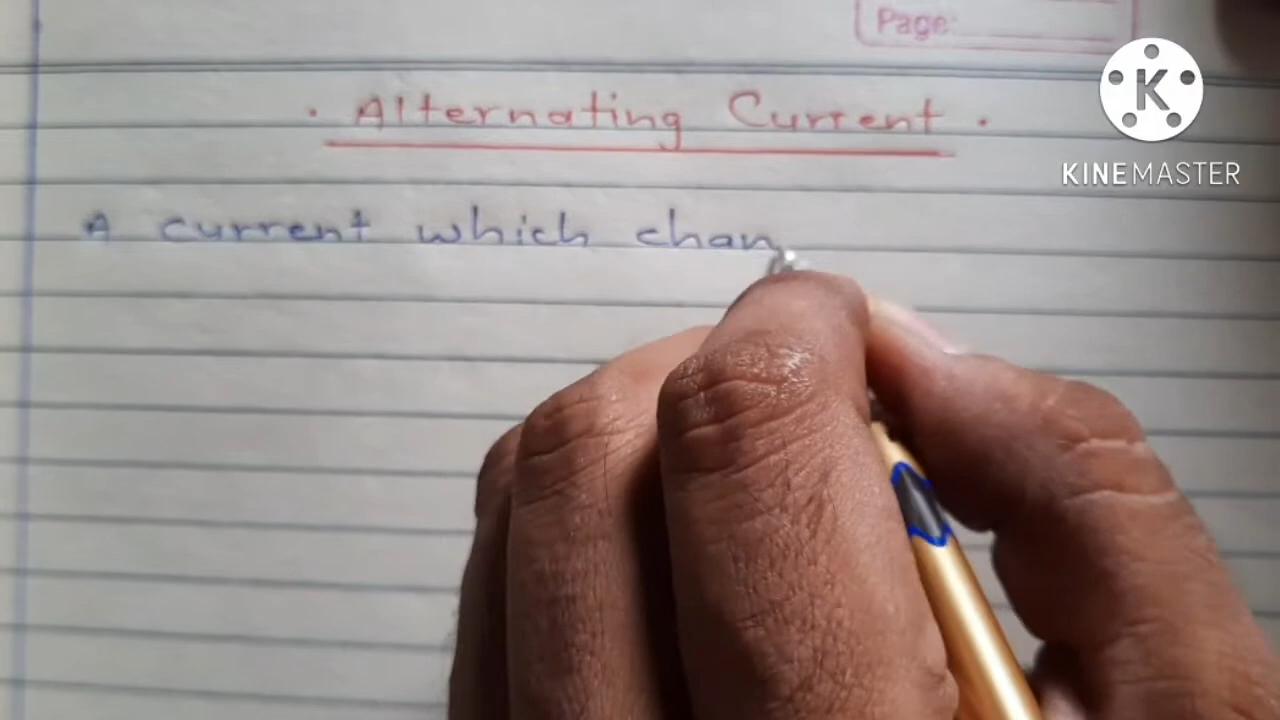 Page:
K
KINEMASTER
. Alternating Current .
A current which chan